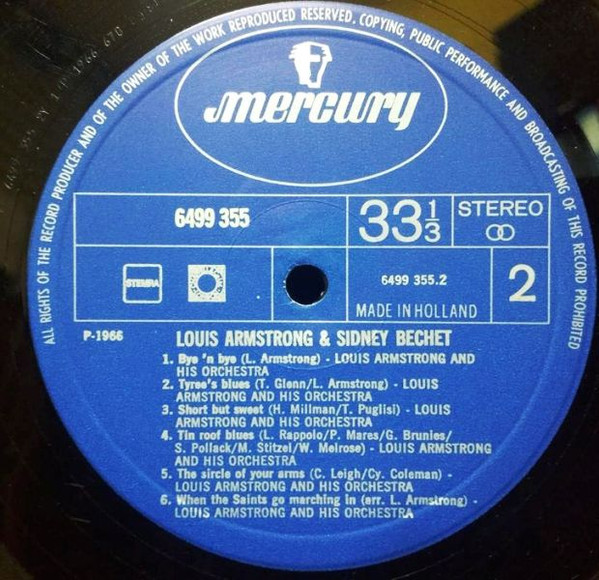 ALL RIGHTS OF THE RECORD PRODUCER AND OF THE OWNER OF THE WORK REPRODUCED RESERVED. COPYING, PUBLIC PERFORMANCE AND BROADCASTING OF THIS RECORD PROHIBITED
mercury
6499 355
33 1/3
STEREO
STEMRA
6499 355.2
MADE IN HOLLAND
2
P-1966
LOUIS ARMSTRONG & SIDNEY BECHET
1. Bye 'n bye (L. Armstrong) - LOUIS ARMSTRONG AND
HIS ORCHESTRA
2. Tyree's blues (T. Glenn/L. Armstrong) - LOUIS
ARMSTRONG AND HIS ORCHESTRA
3. Short but sweet (H. Millman/T. Puglisi) - LOUIS
ARMSTRONG AND HIS ORCHESTRA
4. Tin roof blues (L. Rappolo/P. Mares/G. Brunies/
S. Pollack/M. Stitzel/W. Melrose) - LOUIS ARMSTRONG
AND HIS ORCHESTRA
5. The sircle of your arms (C. Leigh/Cy. Coleman) -
LOUIS ARMSTRONG AND HIS ORCHESTRA
6. When the Saints go marching in (arr. L. Armstrong) -
LOUIS ARMSTRONG AND HIS ORCHESTRA